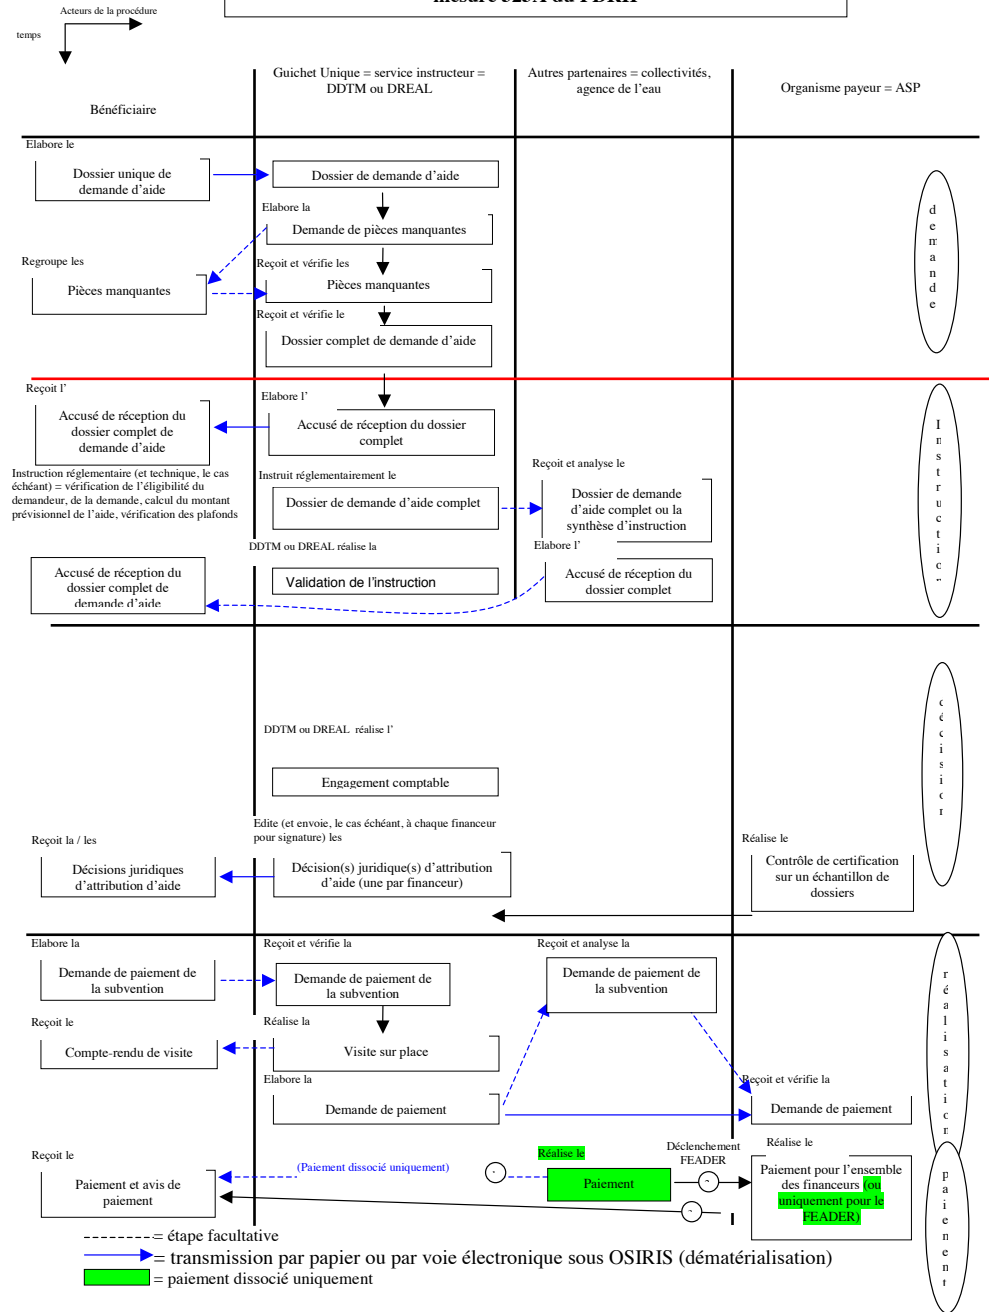 mesure 323A du PDRH
Acteurs de la procédure
temps
Bénéficiaire
Guichet Unique = service instructeur =
DDTM ou DREAL
Autres partenaires = collectivités,
agence de l'eau
Organisme payeur = ASP
Elabore le
Dossier unique de
demande d'aide
Dossier de demande d'aide
Elabore la
Demande de pièces manquantes
Regroupe les
Pièces manquantes
Reçoit et vérifie les
Pièces manquantes
Reçoit et vérifie le
Dossier complet de demande d'aide
demande
Reçoit l'
Accusé de réception du
dossier complet de
demande d'aide
Elabore l'
Accusé de réception du dossier
complet
Instruction réglementaire (et technique, le cas
échéant) = vérification de l'éligibilité du
demandeur, de la demande, calcul du montant
prévisionnel de l'aide, vérification des plafonds
Instruit réglementairement le
Dossier de demande d'aide complet
Reçoit et analyse le
Dossier de demande
d'aide complet ou la
synthèse d'instruction
DDTM ou DREAL réalise la
Validation de l'instruction
Elabore l'
Accusé de réception du
dossier complet
Accusé de réception du
dossier complet de
demande d'aide
Instruction
DDTM ou DREAL réalise l'
Engagement comptable
Edite (et envoie, le cas échéant, à chaque financeur
pour signature) les
Décision(s) juridique(s) d'attribution
d'aide (une par financeur)
Reçoit la / les
Décisions juridiques
d'attribution d'aide
Réalise le
Contrôle de certification
sur un échantillon de
dossiers
décision
Elabore la
Demande de paiement de
la subvention
Reçoit et vérifie la
Demande de paiement de
la subvention
Reçoit et analyse la
Demande de paiement de
la subvention
Reçoit le
Compte-rendu de visite
Réalise la
Visite sur place
Elabore la
Demande de paiement
Reçoit et vérifie la
Demande de paiement
réalisation
Reçoit le
Paiement et avis de
paiement
(Paiement dissocié uniquement)
Réalise le
Paiement
Déclenchement
FEADER
Réalise le
Paiement pour l'ensemble
des financeurs (ou
uniquement pour le
FEADER)
paiement
= étape facultative
= transmission par papier ou par voie électronique sous OSIRIS (dématérialisation)
= paiement dissocié uniquement